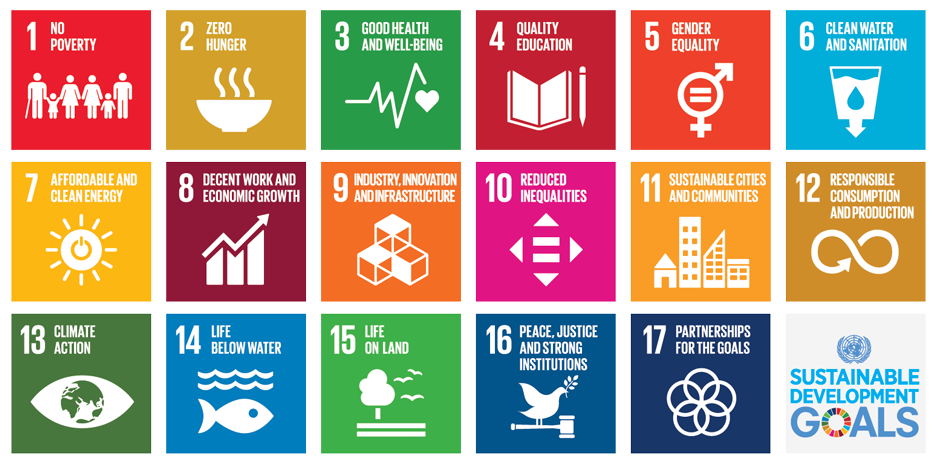 1 NO
POVERTY
2 ZERO
HUNGER
3 GOOD HEALTH
AND WELL-BEING
4 QUALITY
EDUCATION
5 GENDER
EQUALITY
6 CLEAN WATER
AND SANITATION
7 AFFORDABLE AND
CLEAN ENERGY
8 DECENT WORK AND
ECONOMIC GROWTH
9 INDUSTRY, INNOVATION
AND INFRASTRUCTURE
10 REDUCED
INEQUALITIES
11 SUSTAINABLE CITIES
AND COMMUNITIES
12 RESPONSIBLE
CONSUMPTION
AND PRODUCTION
13 CLIMATE
ACTION
14 LIFE
BELOW WATER
15 LIFE
ON LAND
16 PEACE, JUSTICE
AND STRONG
INSTITUTIONS
17 PARTNERSHIPS
FOR THE GOALS
SUSTAINABLE
DEVELOPMENT
GOALS